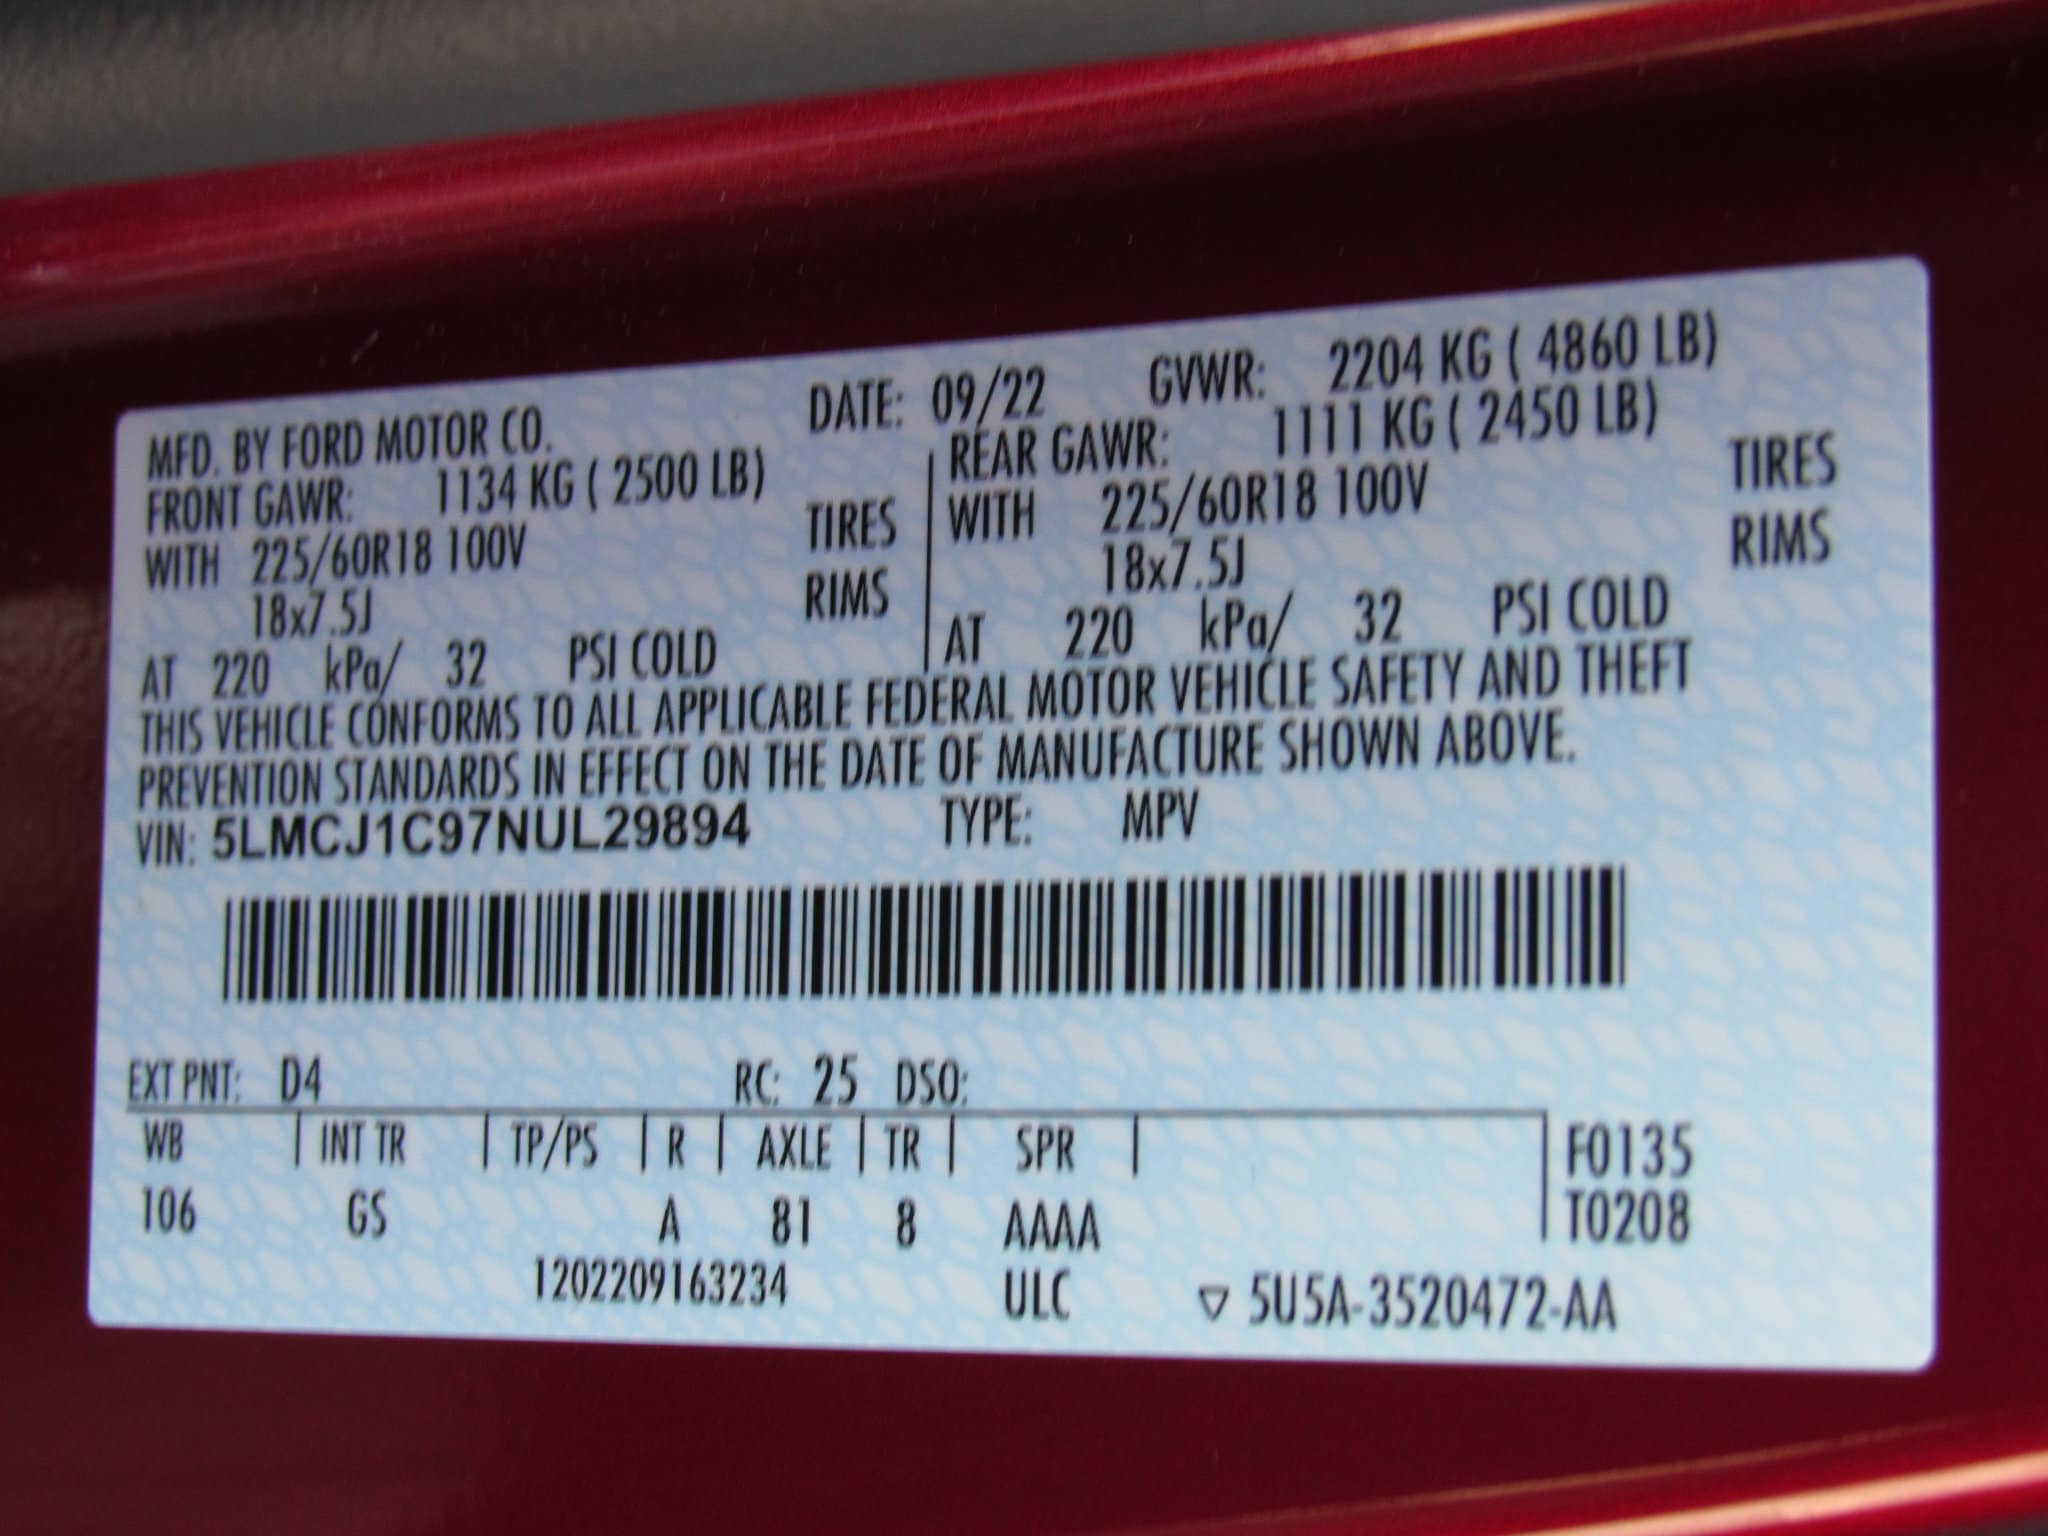 MFD. BY FORD MOTOR CO. DATE: 09/22 GVWR: 2204 KG ( 4860 LB)
FRONT GAWR: 1134 KG ( 2500 LB) REAR GAWR: 1111 KG ( 2450 LB)
WITH 225/60R18 100V TIRES WITH 225/60R18 100V TIRES
18x7.5J RIMS 18x7.5J RIMS
AT 220 kPa/ 32 PSI COLD AT 220 kPa/ 32 PSI COLD
THIS VEHICLE CONFORMS TO ALL APPLICABLE FEDERAL MOTOR VEHICLE SAFETY AND THEFT
PREVENTION STANDARDS IN EFFECT ON THE DATE OF MANUFACTURE SHOWN ABOVE.
VIN: 5LMCJ1C97NUL29894 TYPE: MPV
EXT PNT: D4 RC: 25 DSO:
WB | INT TR | TP/PS | R | AXLE | TR | SPR | F0135
106 GS A 81 8 AAAA T0208
1202209163234 ULC ▽ 5U5A-3520472-AA